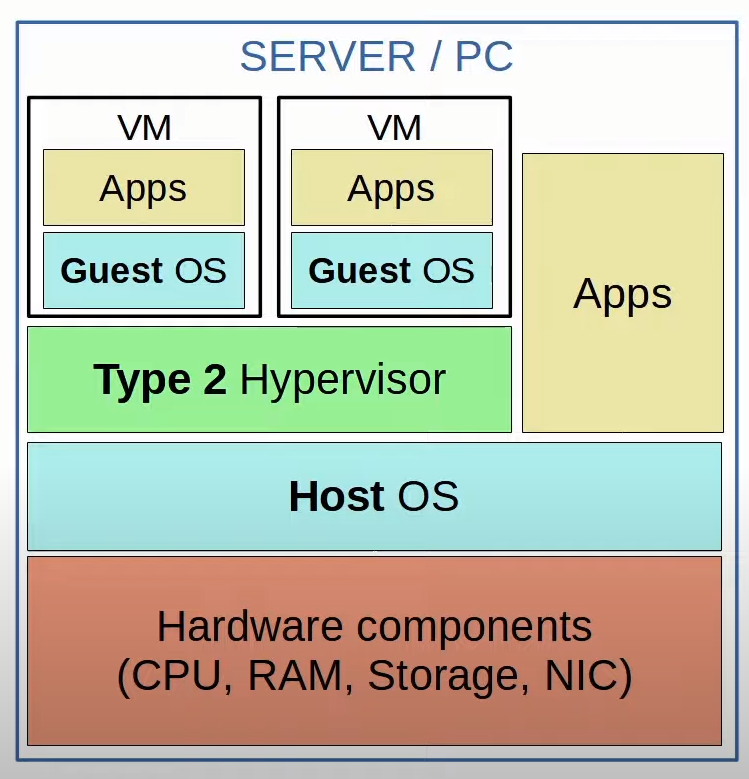 SERVER / PC
VM
Apps
Guest OS
VM
Apps
Guest OS
Apps
Type 2 Hypervisor
Host OS
Hardware components
(CPU, RAM, Storage, NIC)